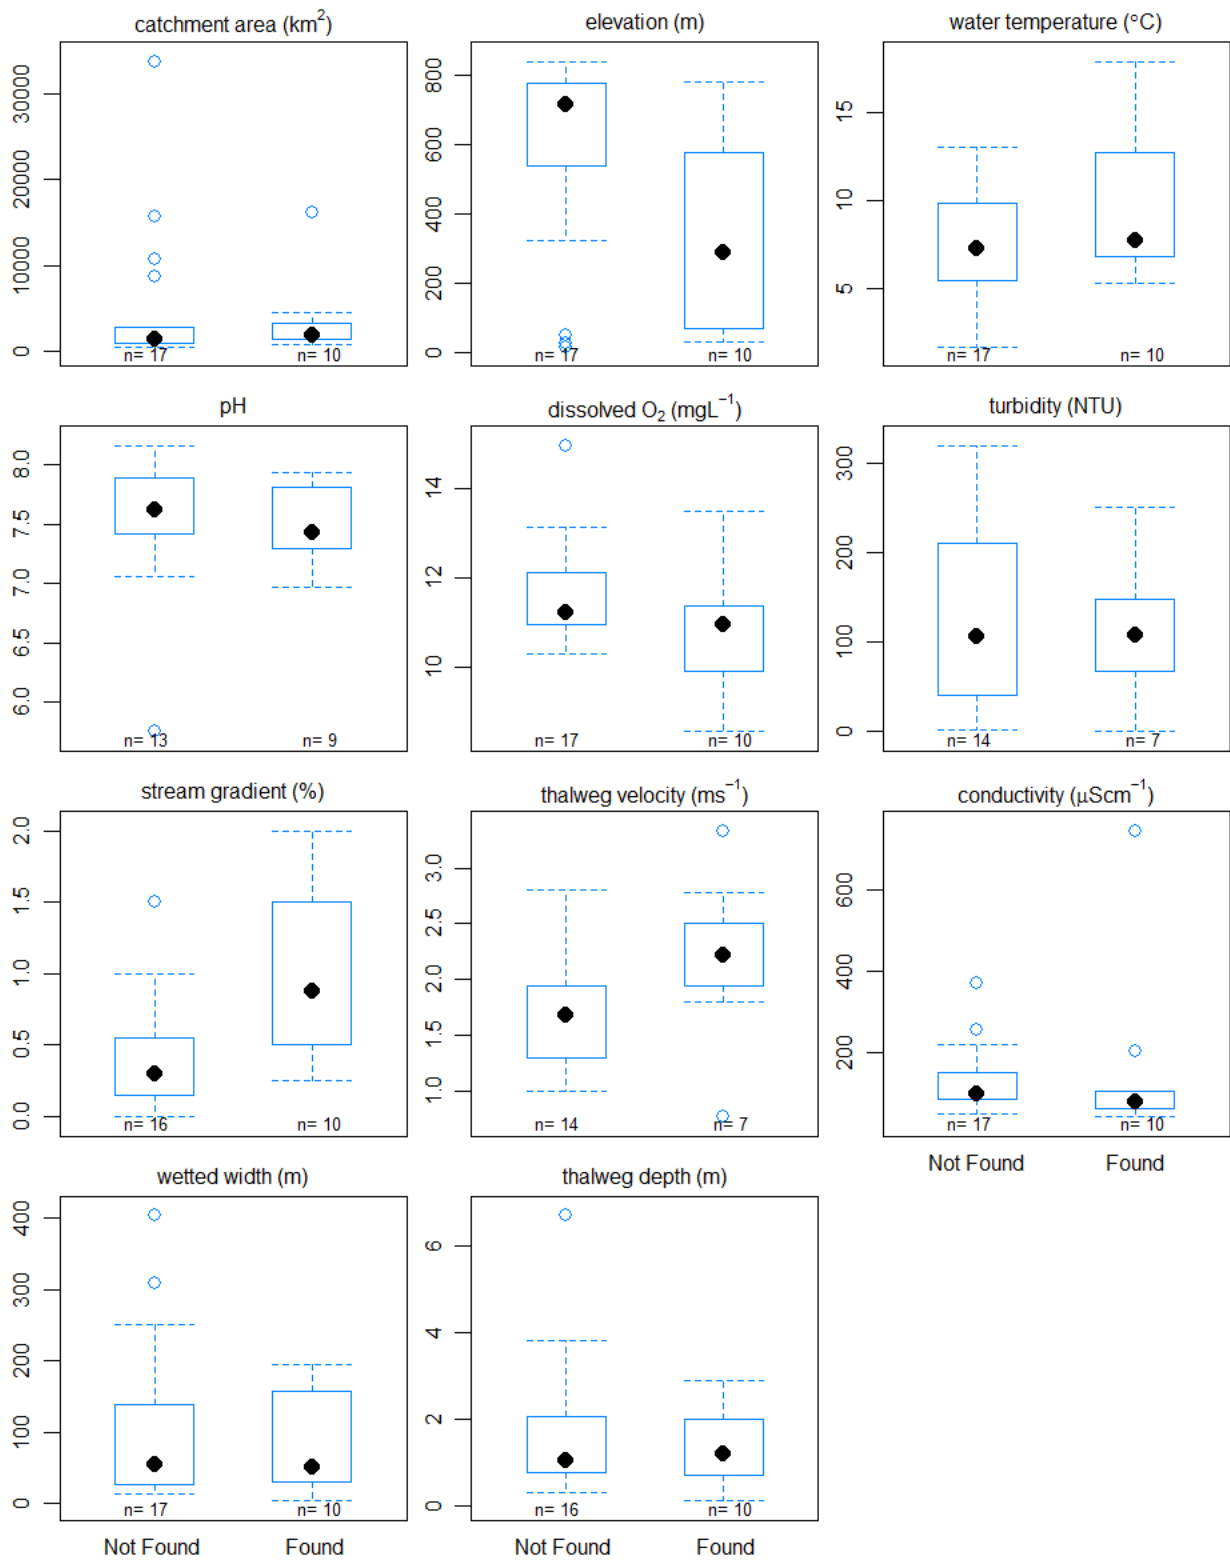 catchment area (km²)
30000
20000
10000
0
n= 17
n= 10
elevation (m)
800
600
400
200
0
n= 17
n= 10
water temperature (°C)
15
10
5
n= 17
n= 10
pH
8.0
7.5
7.0
6.5
6.0
n= 13
n= 9
dissolved O₂ (mgL⁻¹)
14
12
10
n= 17
n= 10
turbidity (NTU)
300
200
100
0
n= 14
n= 7
stream gradient (%)
2.0
1.5
1.0
0.5
0.0
n= 16
n= 10
thalweg velocity (ms⁻¹)
3.0
2.5
2.0
1.5
1.0
n= 14
n= 7
conductivity (μScm⁻¹)
600
400
200
n= 17
n= 10
Not Found
Found
wetted width (m)
400
300
200
100
0
n= 17
n= 10
Not Found
Found
thalweg depth (m)
6
4
2
0
n= 16
n= 10
Not Found
Found